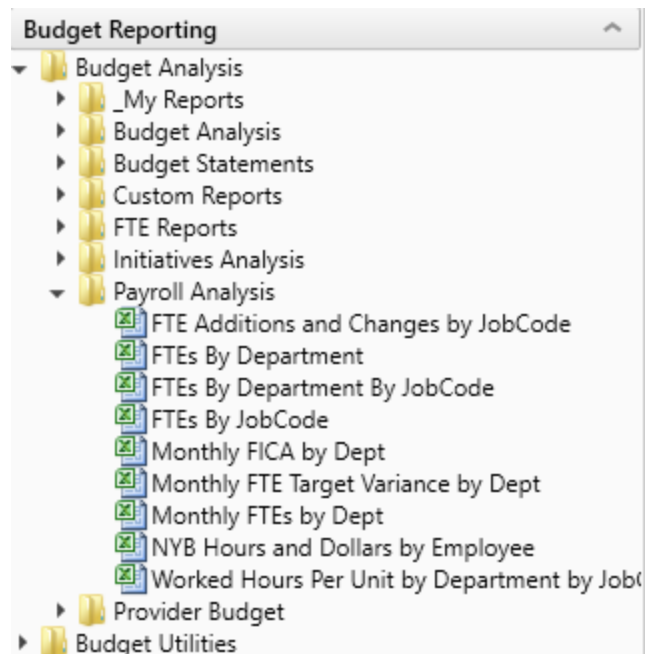 Budget Reporting
Budget Analysis
_My Reports
Budget Analysis
Budget Statements
Custom Reports
FTE Reports
Initiatives Analysis
Payroll Analysis
FTE Additions and Changes by JobCode
FTEs By Department
FTEs By Department By JobCode
FTEs By JobCode
Monthly FICA by Dept
Monthly FTE Target Variance by Dept
Monthly FTEs by Dept
NYB Hours and Dollars by Employee
Worked Hours Per Unit by Department by
Provider Budget
Budget Utilities